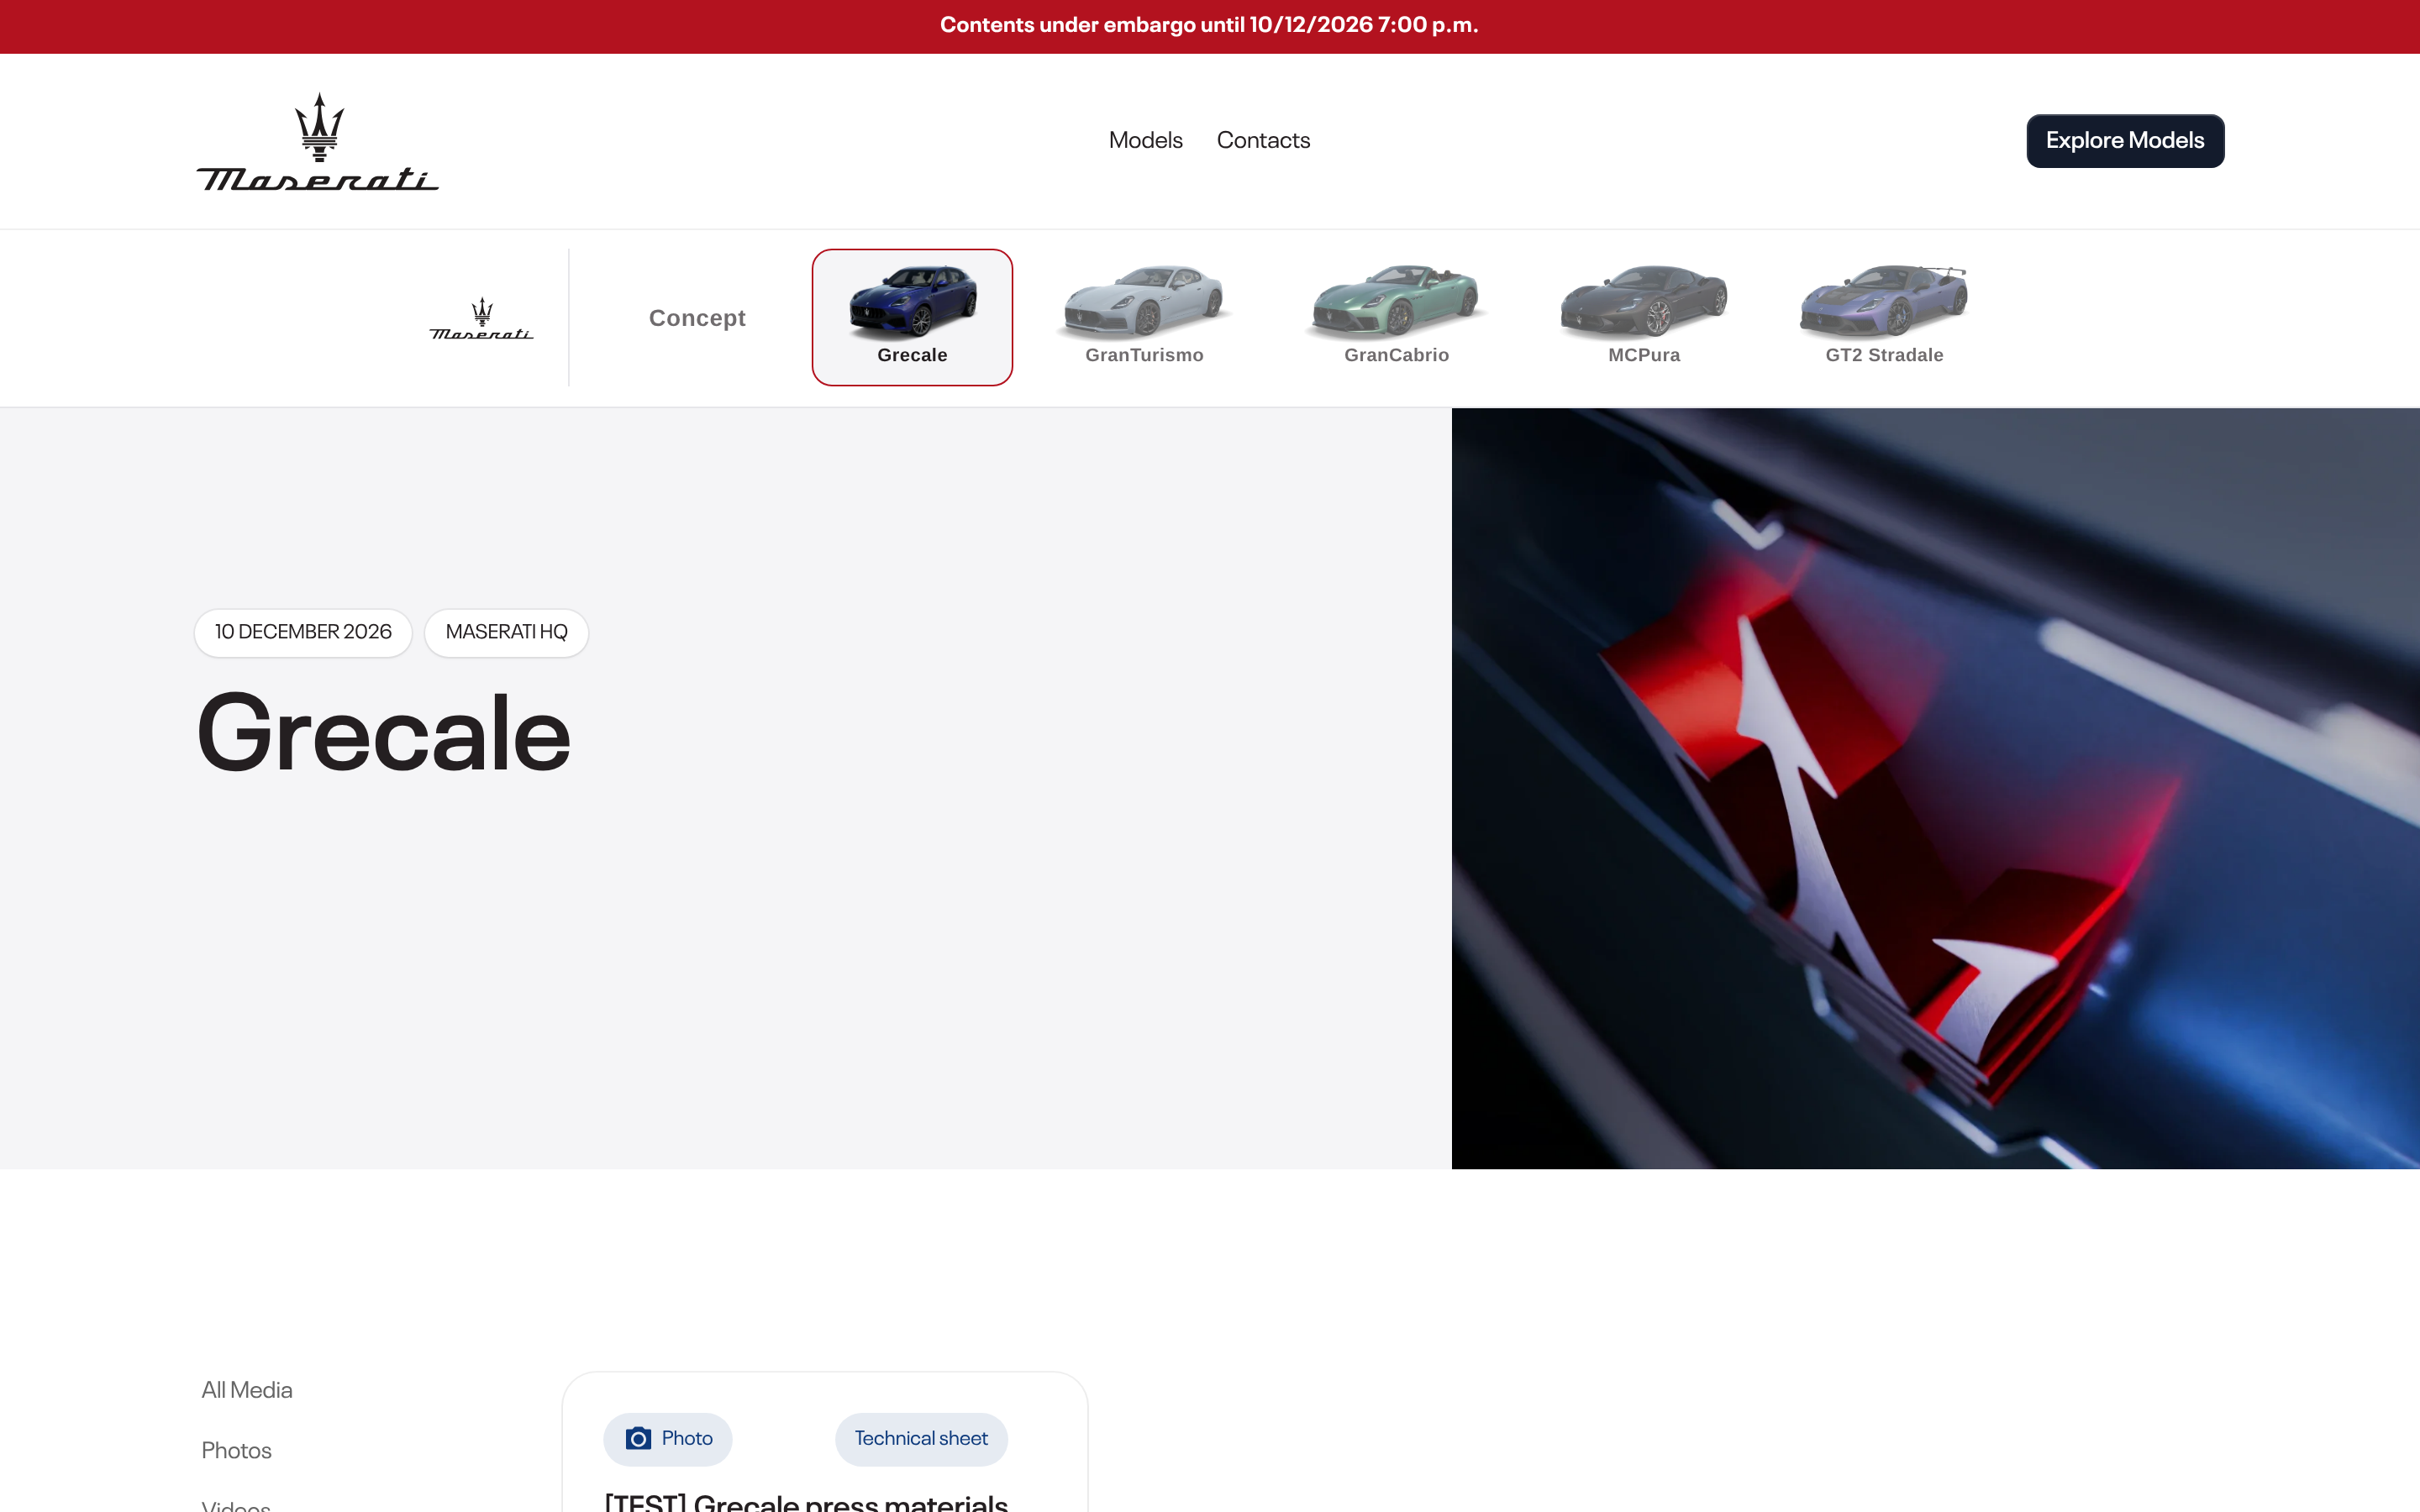 Contents under embargo until 10/12/2026 7:00 p.m.
Maserati
Models
Contacts
Explore Models
Maserati
Concept
Grecale
GranTurismo
GranCabrio
MCPura
GT2 Stradale
10 DECEMBER 2026
MASERATI HQ
Grecale
All Media
Photos
Videos
Photo
Technical sheet
[TEST] Grecale press materials